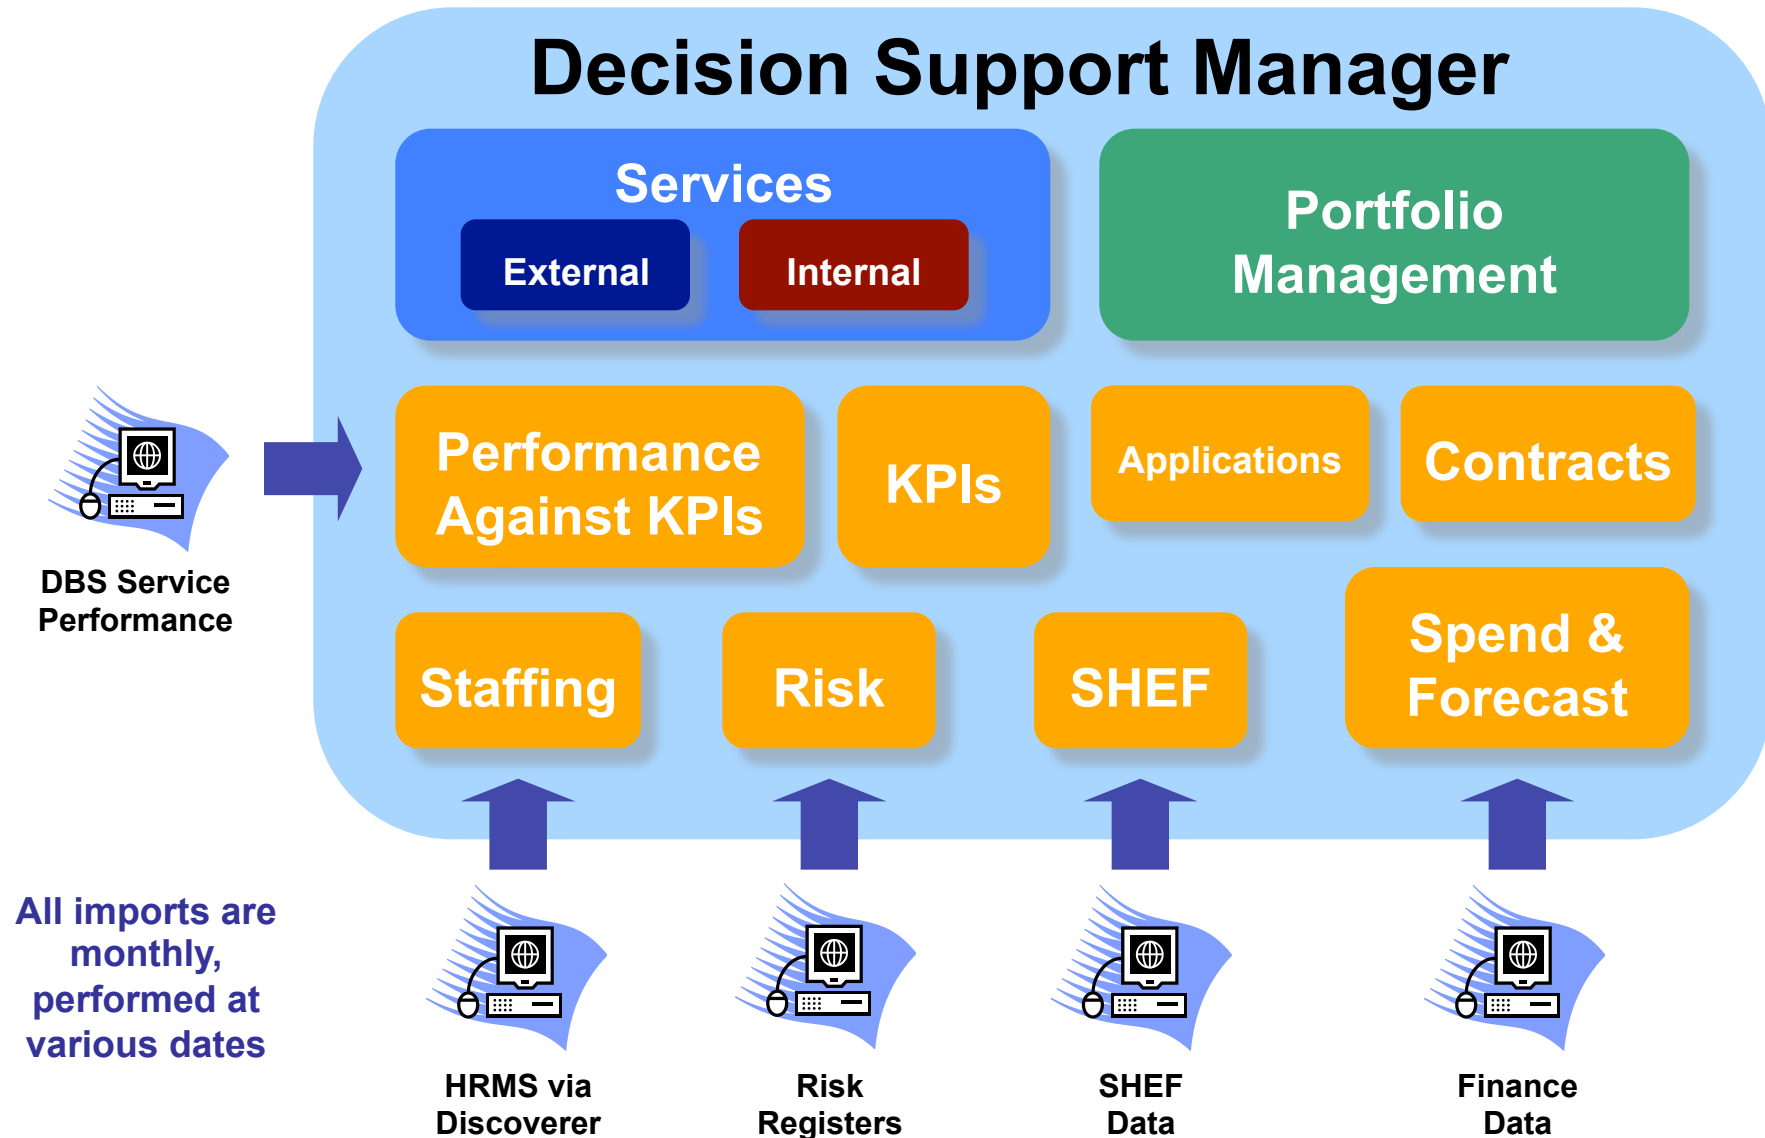 Decision Support Manager
Services
External
Internal
Portfolio
Management
Performance
Against KPIs
KPIs
Applications
Contracts
DBS Service
Performance
Staffing
Risk
SHEF
Spend &
Forecast
All imports are
monthly,
performed at
various dates
HRMS via
Discoverer
Risk
Registers
SHEF
Data
Finance
Data